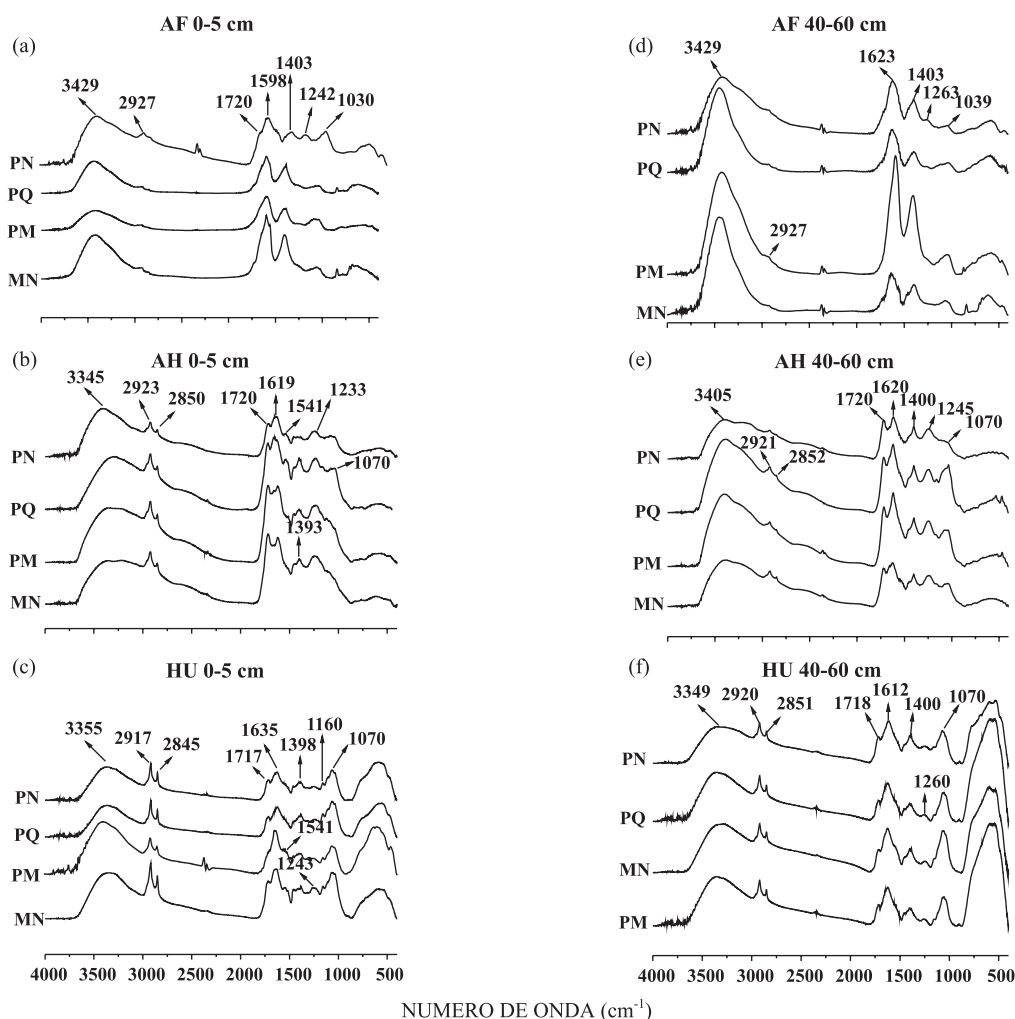 AF 0-5 cm
(a)
3429
2927
1720
1598
1403
1242
1030
PN
PQ
PM
MN
AF 40-60 cm
(d)
3429
1623
1403
1263
1039
2927
PN
PQ
PM
MN
AH 0-5 cm
(b)
3345
2923
2850
1720
1619
1541
1233
1070
1393
PN
PQ
PM
MN
AH 40-60 cm
(e)
3405
2921
2852
1720
1620
1400
1245
1070
PN
PQ
PM
MN
HU 0-5 cm
(c)
3355
2917
2845
1717
1635
1398
1160
1070
1541
1243
PN
PQ
PM
MN
4000 3500 3000 2500 2000 1500 1000 500
HU 40-60 cm
(f)
3349
2920
2851
1718
1612
1400
1070
1260
PN
PQ
MN
PM
4000 3500 3000 2500 2000 1500 1000 500
NUMERO DE ONDA (cm-1)